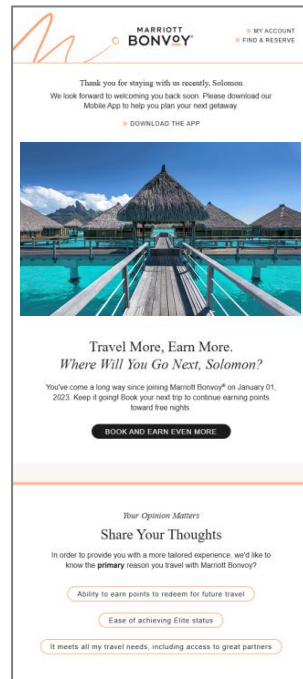 MARRIOTT
BONVOY®
» MY ACCOUNT
» FIND & RESERVE
Thank you for staying with us recently, Solomon
We look forward to welcoming you back soon. Please download our
Mobile App to help you plan your next getaway.
» DOWNLOAD THE APP
Travel More, Earn More.
Where Will You Go Next, Solomon?
You've come a long way since joining Marriott Bonvoy® on January 01,
2023. Keep it going! Book your next trip to continue earning points
toward free nights.
BOOK AND EARN EVEN MORE
Your Opinion Matters
Share Your Thoughts
In order to provide you with a more tailored experience, we'd like to
know the primary reason you travel with Marriott Bonvoy?
Ability to earn points to redeem for future travel
Ease of achieving Elite status
It meets all my travel needs, including access to great partners